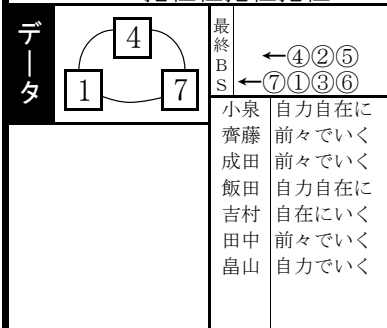 データ
4
1 7
最終BS
←④②⑤
←⑦①③⑥
小泉 自力自在に
齊藤 前々でいく
成田 前々でいく
飯田 自力自在に
吉村 自在にいく
田中 前々でいく
畠山 自力でいく